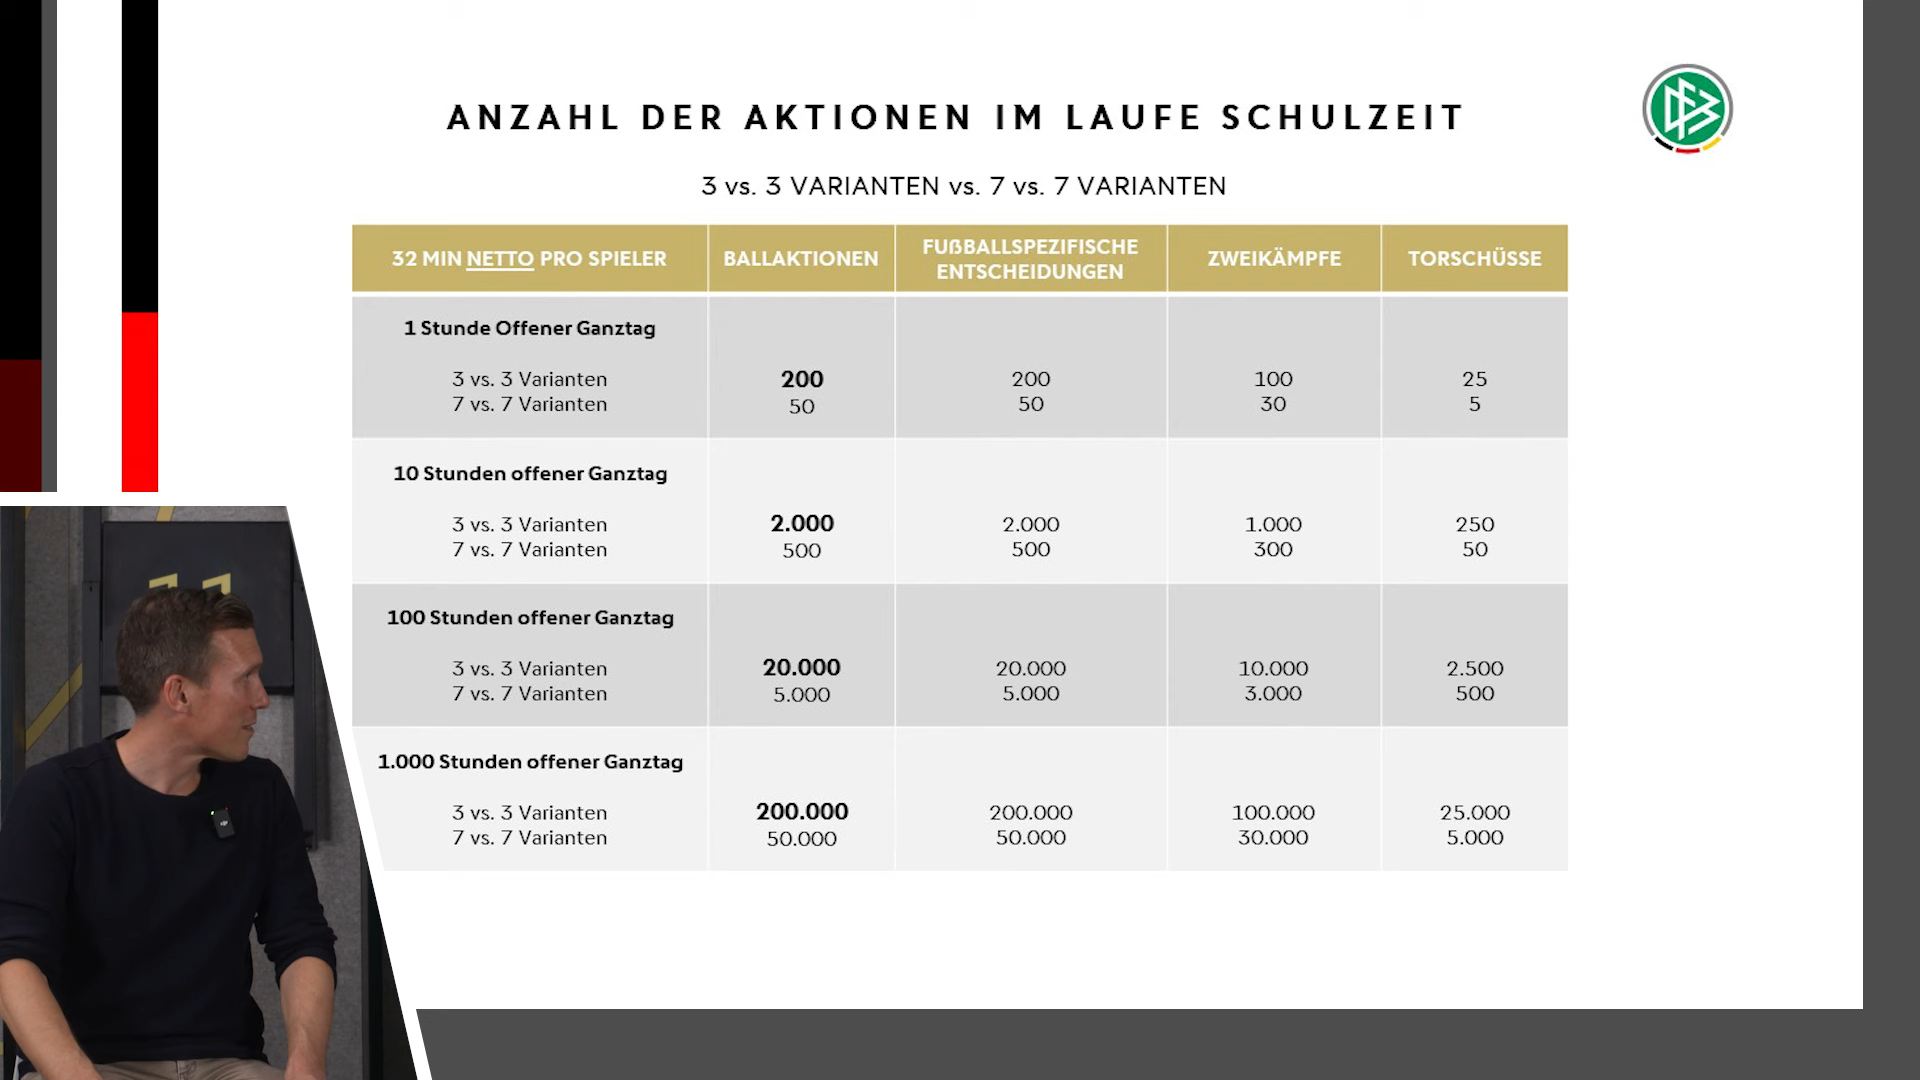 ANZAHL DER AKTIONEN IM LAUFE SCHULZEIT
DFB
3 vs. 3 VARIANTEN vs. 7 vs. 7 VARIANTEN
32 MIN NETTO PRO SPIELER
BALLAKTIONEN
FUßBALLSPEZIFISCHE
ENTSCHEIDUNGEN
ZWEIKÄMPFE
TORSCHÜSSE
1 Stunde Offener Ganztag
3 vs. 3 Varianten 200 200 100 25
7 vs. 7 Varianten 50 50 30 5
10 Stunden offener Ganztag
3 vs. 3 Varianten 2.000 2.000 1.000 250
7 vs. 7 Varianten 500 500 300 50
100 Stunden offener Ganztag
3 vs. 3 Varianten 20.000 20.000 10.000 2.500
7 vs. 7 Varianten 5.000 5.000 3.000 500
1.000 Stunden offener Ganztag
3 vs. 3 Varianten 200.000 200.000 100.000 25.000
7 vs. 7 Varianten 50.000 50.000 30.000 5.000